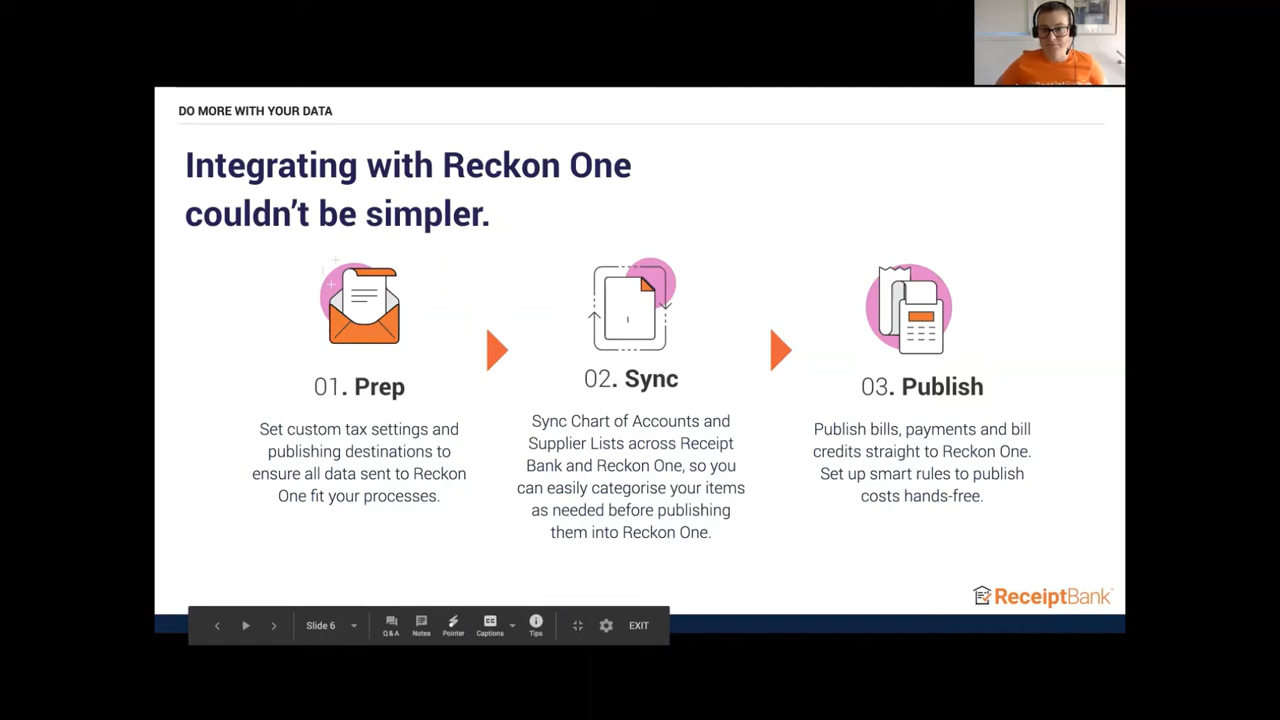 DO MORE WITH YOUR DATA
Integrating with Reckon One
couldn't be simpler.
01. Prep
Set custom tax settings and
publishing destinations to
ensure all data sent to Reckon
One fit your processes.
02. Sync
Sync Chart of Accounts and
Supplier Lists across Receipt
Bank and Reckon One, so you
can easily categorise your items
as needed before publishing
them into Reckon One.
03. Publish
Publish bills, payments and bill
credits straight to Reckon One.
Set up smart rules to publish
costs hands-free.
ReceiptBank
Slide 6
Q&A
Notes
Pointer
CC
Captions
Tips
EXIT